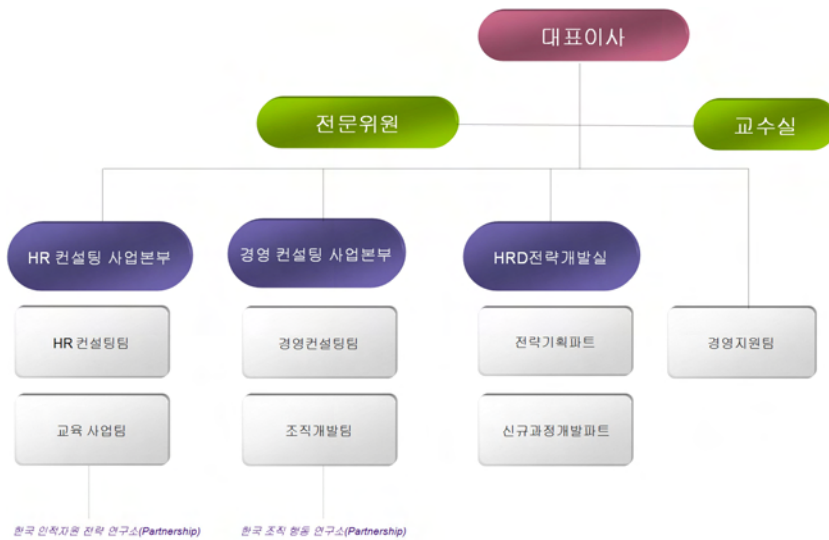 대표이사
전문위원
교수실
HR 컨설팅 사업본부
경영 컨설팅 사업본부
HRD전략개발실
HR 컨설팅팀
경영컨설팅팀
전략기획파트
경영지원팀
교육 사업팀
조직개발팀
신규과정개발파트
한국 인적자원 전략 연구소(Partnership)
한국 조직 행동 연구소(Partnership)